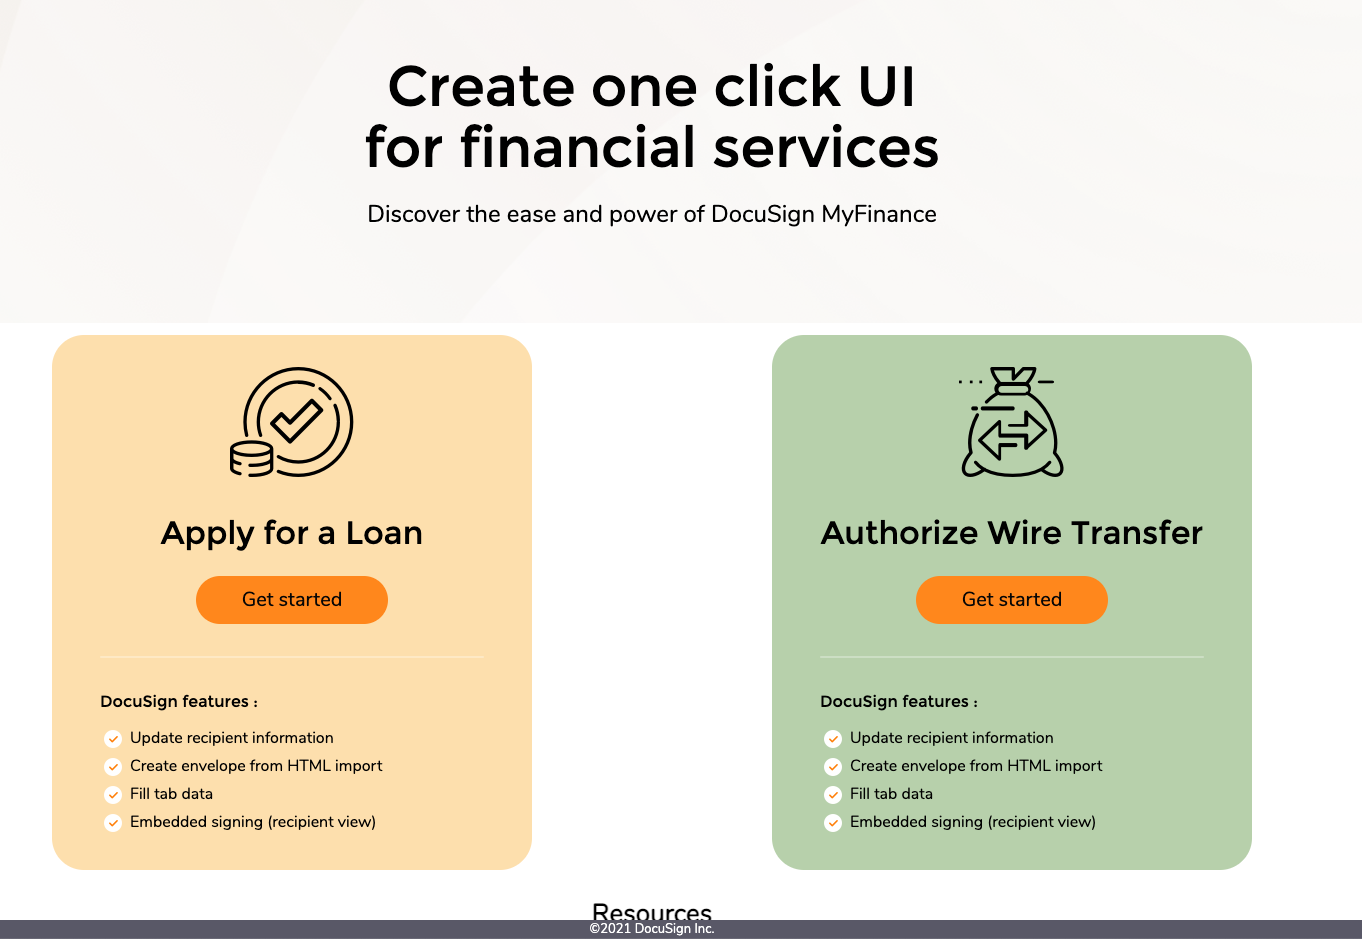 Create one click UI
for financial services
Discover the ease and power of DocuSign MyFinance
Apply for a Loan
Get started
DocuSign features :
Update recipient information
Create envelope from HTML import
Fill tab data
Embedded signing (recipient view)
Authorize Wire Transfer
Get started
DocuSign features :
Update recipient information
Create envelope from HTML import
Fill tab data
Embedded signing (recipient view)
Resources
©2021 DocuSign Inc.